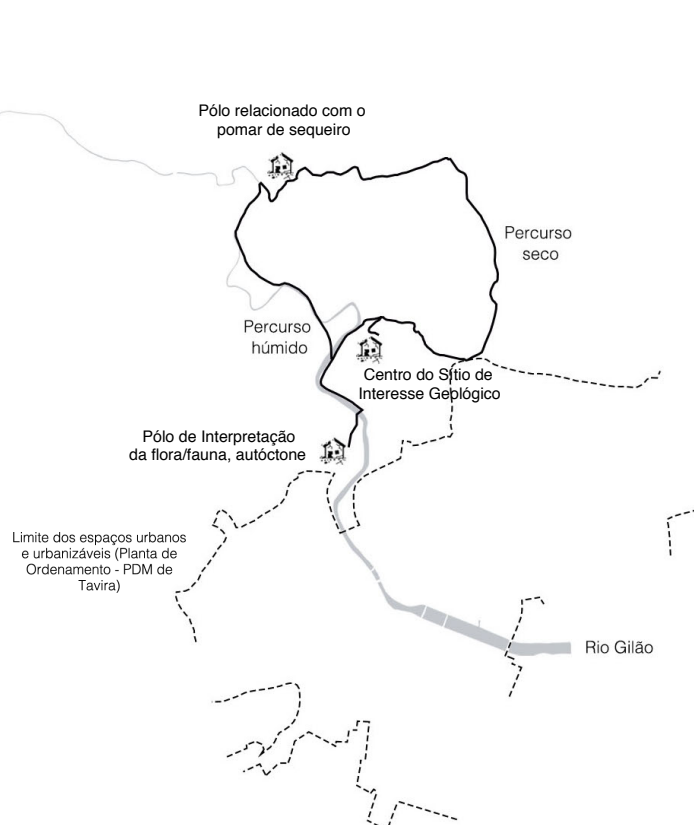 Pólo relacionado com o
pomar de sequeiro
Percurso
seco
Percurso
húmido
Centro do Sítio de
Interesse Geológico
Pólo de Interpretação
da flora/fauna, autóctone
Limite dos espaços urbanos
e urbanizáveis (Planta de
Ordenamento - PDM de
Tavira)
Rio Gilão